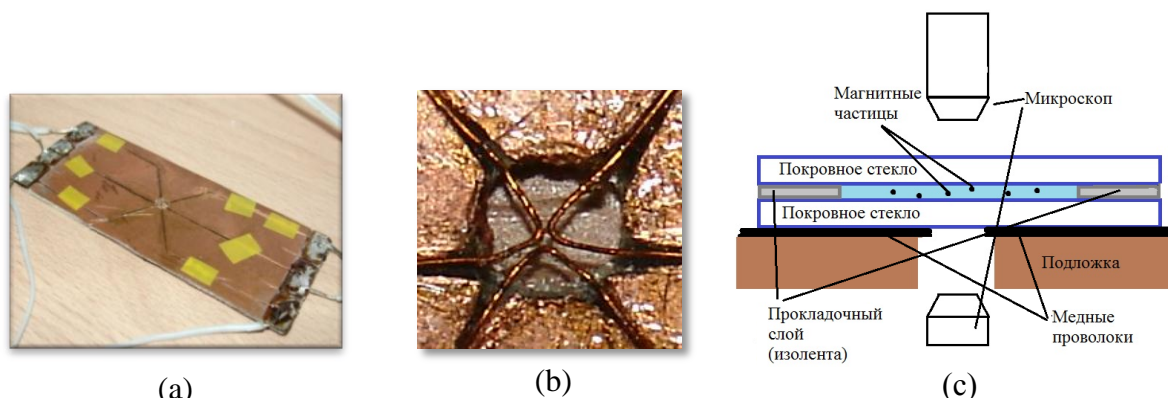 Магнитные
частицы
Микроскоп
Покровное стекло
Покровное стекло
Подложка
Прокладочный
слой
(изолента)
Медные
проволоки
(a)
(b)
(c)